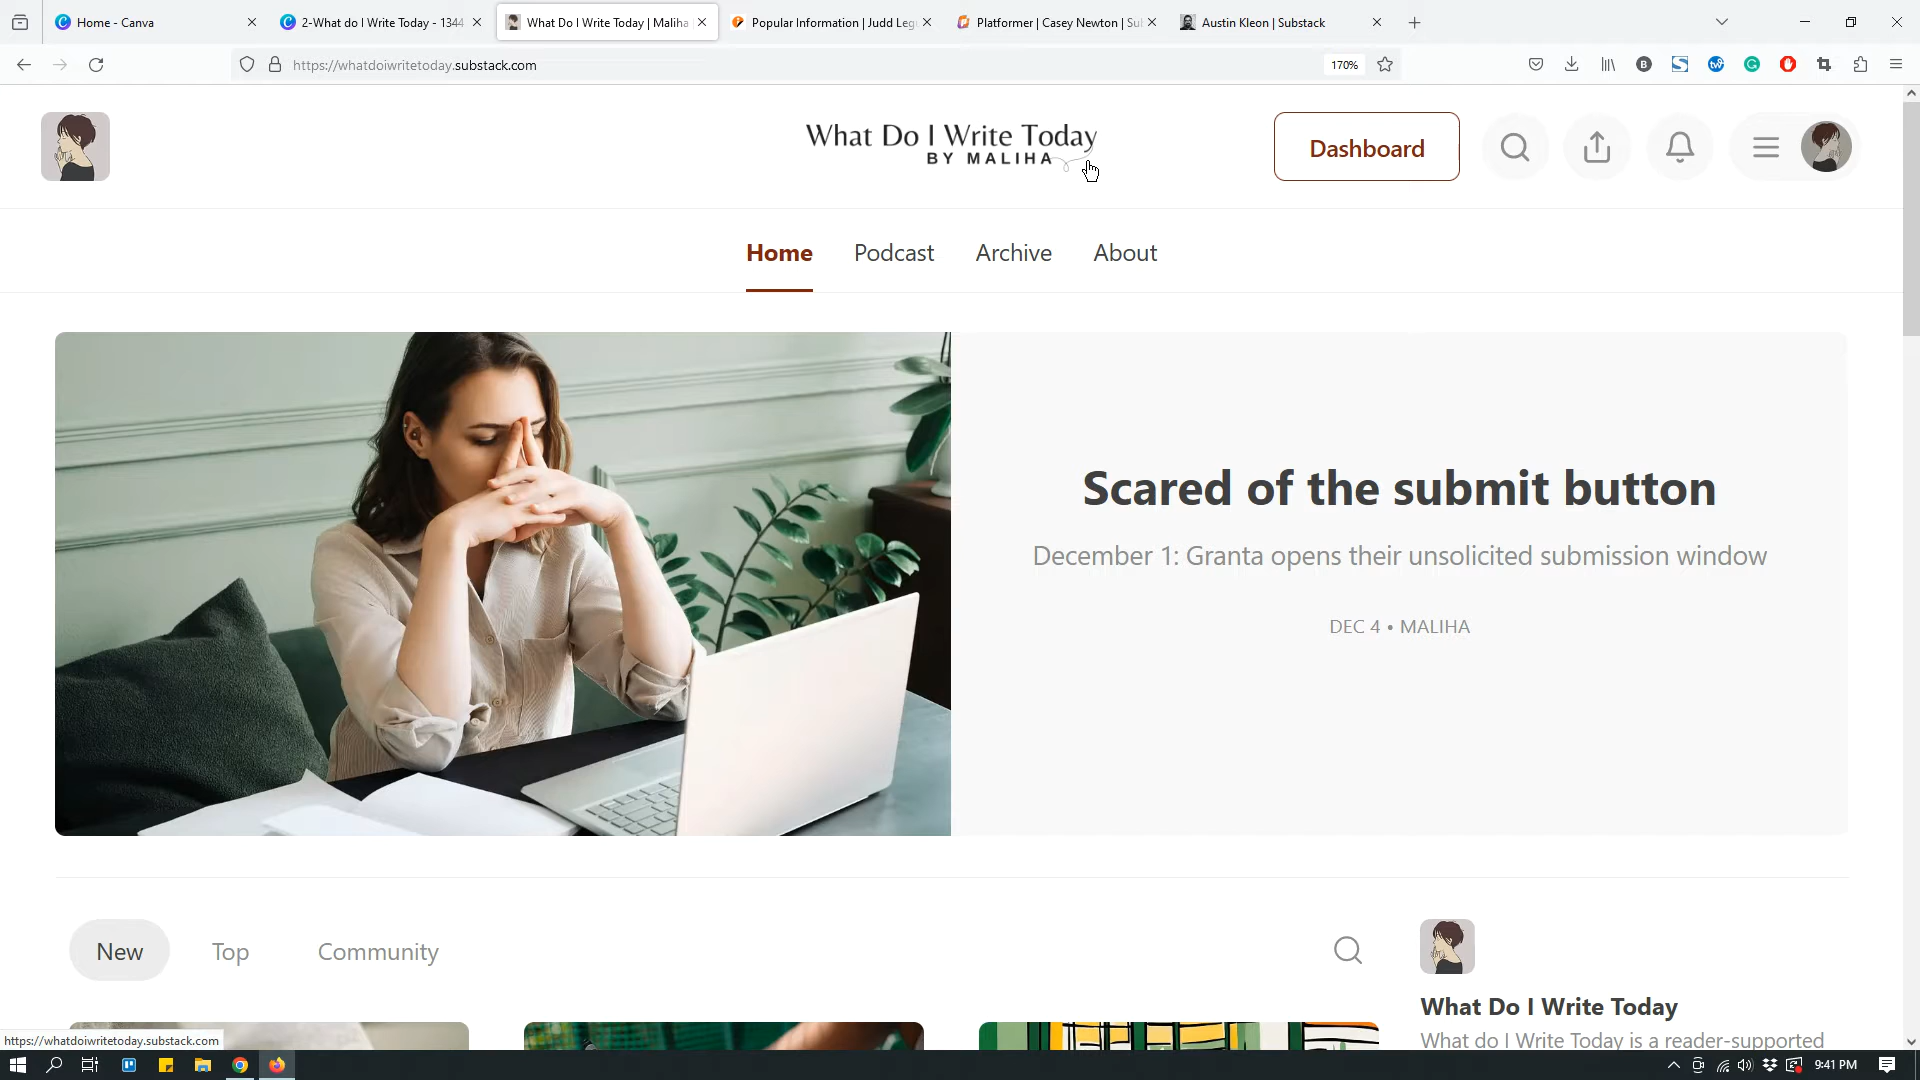 Home - Canva
2-What do I Write Today - 1344
What Do I Write Today | Maliha
Popular Information | Judd Leg
Platformer | Casey Newton | Su
Austin Kleon | Substack
https://whatdoiwritetoday.substack.com
170%
What Do I Write Today
BY MALIHA
Dashboard
Home
Podcast
Archive
About
Scared of the submit button
December 1: Granta opens their unsolicited submission window
DEC 4 • MALIHA
New
Top
Community
What Do I Write Today
What do I Write Today is a reader-supported
https://whatdoiwritetoday.substack.com
9:41 PM